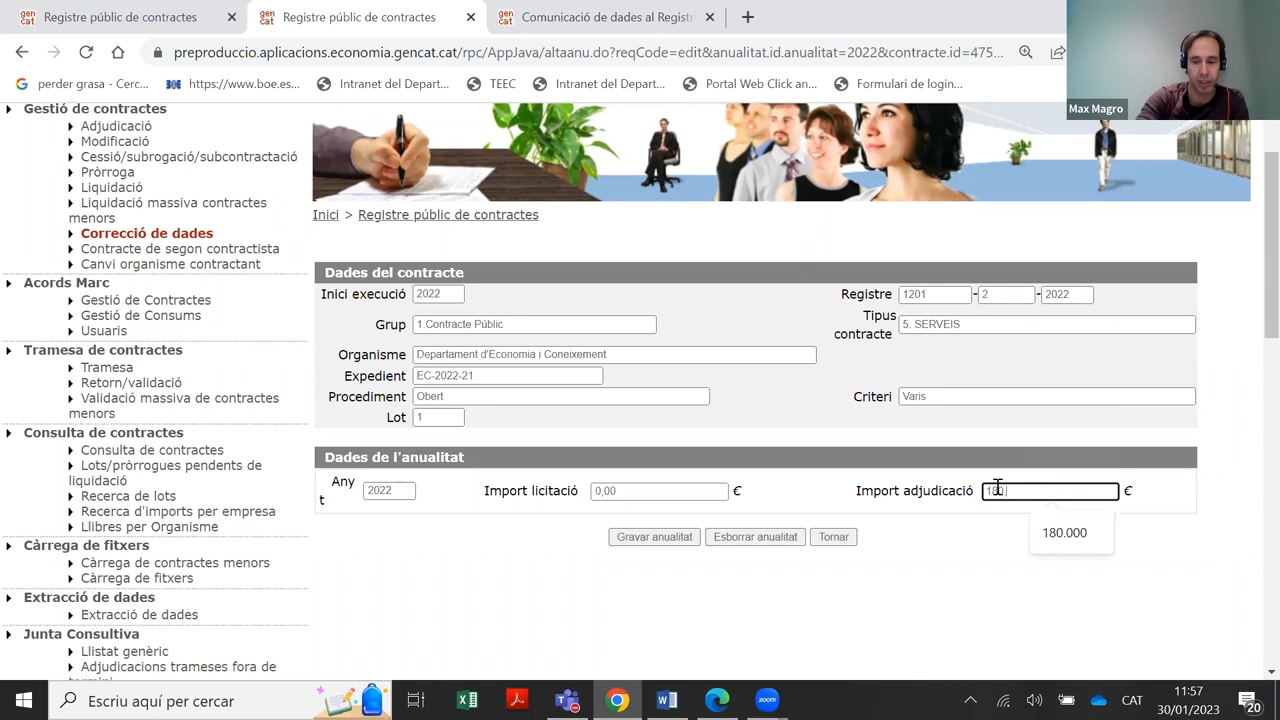 gen
cat
Registre públic de contractes
gen
cat
Registre públic de contractes
gen
cat
Comunicació de dades al Registr
preproduccio.aplicacions.economia.gencat.cat/rpc/AppJava/altaanu.do?reqCode=edit&anualitat.id.anualitat=2022&contracte.id=475...
perder grasa - Cerc...
https://www.boe.es...
Intranet del Depart...
TEEC
Intranet del Depart...
Portal Web Click an...
Formulari de login...
Max Magro
Gestió de contractes
Adjudicació
Modificació
Cessió/subrogació/subcontractació
Pròrroga
Liquidació
Liquidació massiva contractes
menors
Correcció de dades
Contracte de segon contractista
Canvi organisme contractant
Acords Marc
Gestió de Contractes
Gestió de Consums
Usuaris
Tramesa de contractes
Tramesa
Retorn/validació
Validació massiva de contractes
menors
Consulta de contractes
Consulta de contractes
Lots/pròrrogues pendents de
liquidació
Recerca de lots
Recerca d'imports per empresa
Llibres per Organisme
Càrrega de fitxers
Càrrega de contractes menors
Càrrega de fitxers
Extracció de dades
Extracció de dades
Junta Consultiva
Llistat genèric
Adjudicacions trameses fora de
Inici > Registre públic de contractes
Dades del contracte
Inici execució 2022
Registre 1201 - 2 - 2022
Grup 1.Contracte Públic
Tipus
contracte 5. SERVEIS
Organisme Departament d'Economia i Coneixement
Expedient EC-2022-21
Procediment Obert
Criteri Varis
Lot 1
Dades de l'anualitat
Any
t 2022
Import licitació 0,00 €
Import adjudicació 180 €
180.000
Gravar anualitat
Esborrar anualitat
Tornar
Escriu aquí per cercar
CAT
11:57
30/01/2023
20